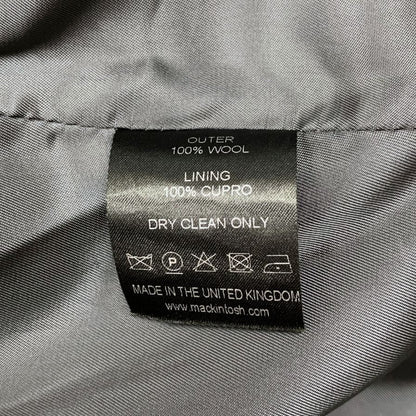 OUTER
100% WOOL
LINING
100% CUPRO
DRY CLEAN ONLY
P
MADE IN THE UNITED KINGDOM
www.mackintosh.com